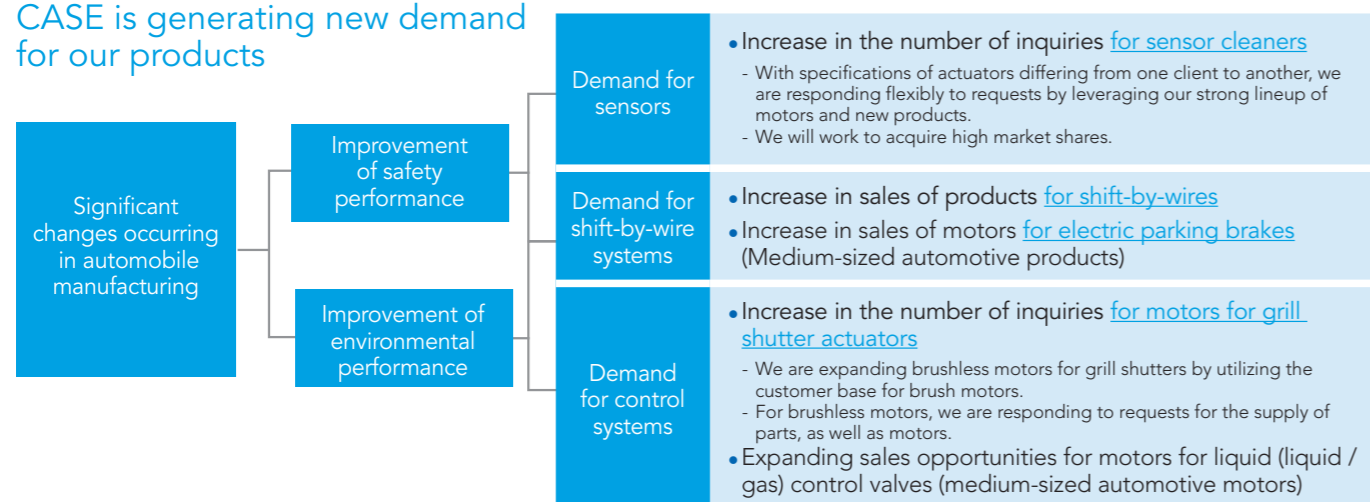 CASE is generating new demand
for our products
Significant
changes occurring
in automobile
manufacturing
Improvement
of safety
performance
Improvement of
environmental
performance
Demand for
sensors
• Increase in the number of inquiries for sensor cleaners
- With specifications of actuators differing from one client to another, we
are responding flexibly to requests by leveraging our strong lineup of
motors and new products.
- We will work to acquire high market shares.
Demand for
shift-by-wire
systems
• Increase in sales of products for shift-by-wires
• Increase in sales of motors for electric parking brakes
(Medium-sized automotive products)
Demand
for control
systems
• Increase in the number of inquiries for motors for grill
shutter actuators
- We are expanding brushless motors for grill shutters by utilizing the
customer base for brush motors.
- For brushless motors, we are responding to requests for the supply of
parts, as well as motors.
• Expanding sales opportunities for motors for liquid (liquid /
gas) control valves (medium-sized automotive motors)